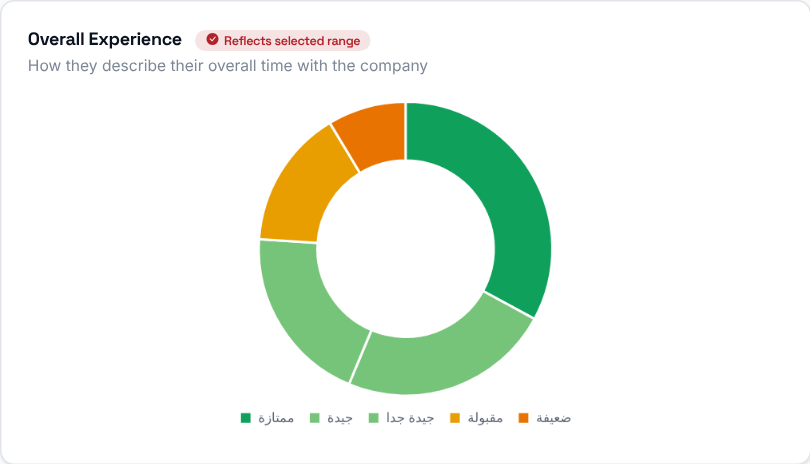 Overall Experience
Reflects selected range
How they describe their overall time with the company
ممتازة
جيدة
جيدة جدا
مقبولة
ضعيفة